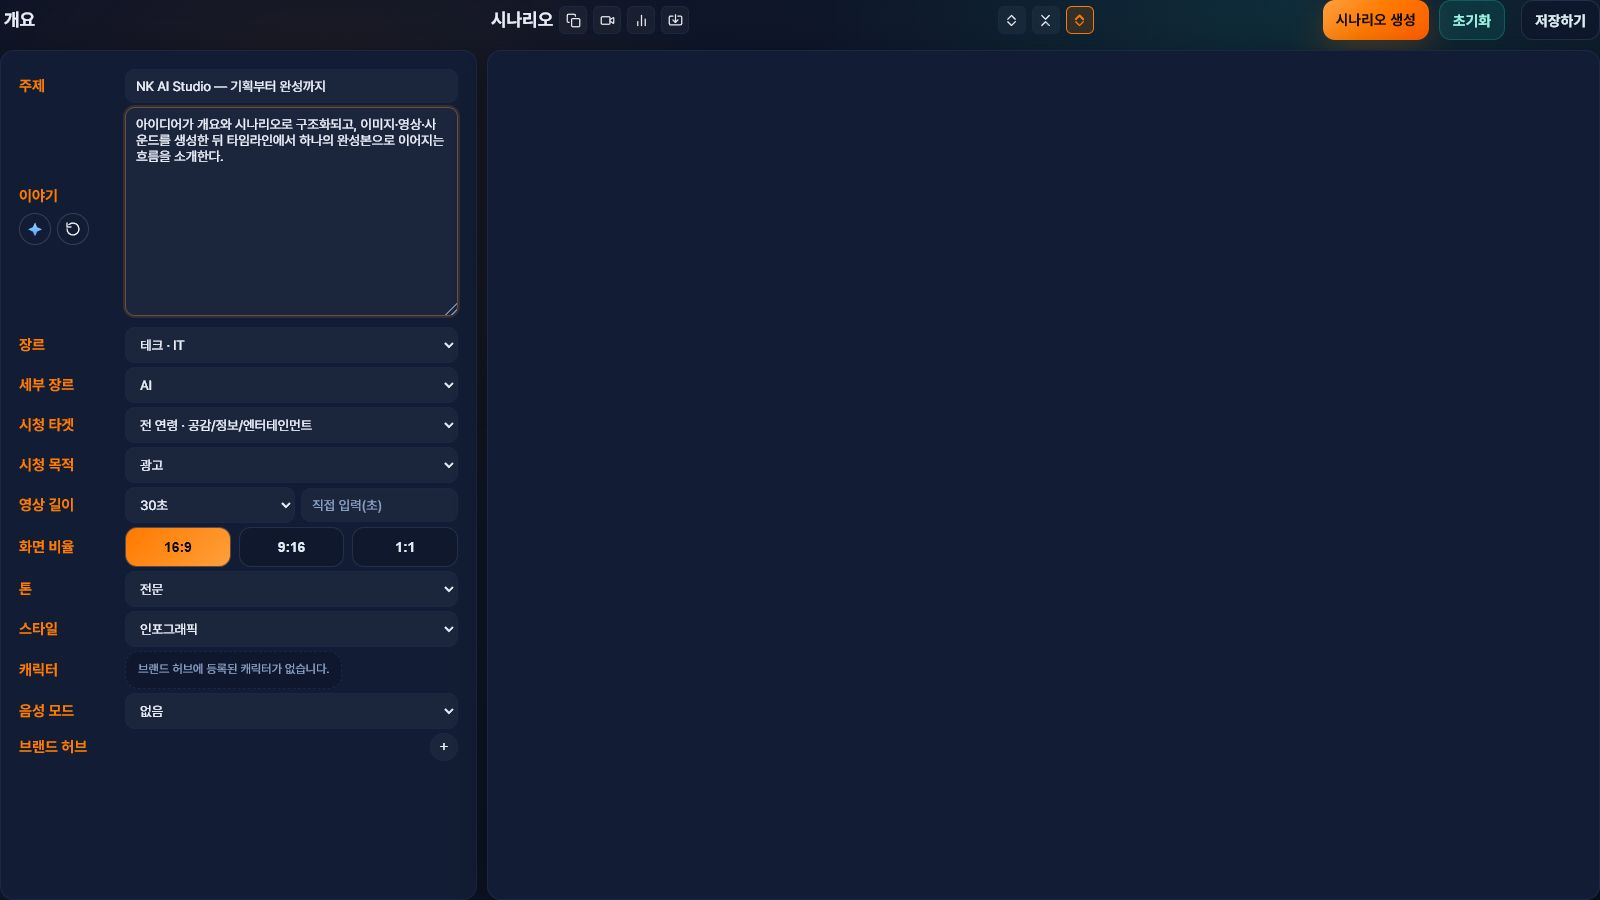 개요
시나리오
시나리오 생성
초기화
저장하기
주제
NK AI Studio — 기획부터 완성까지
이야기
아이디어가 개요와 시나리오로 구조화되고, 이미지·영상·사
운드를 생성한 뒤 타임라인에서 하나의 완성본으로 이어지는
흐름을 소개한다.
장르
테크 · IT
세부 장르
AI
시청 타겟
전 연령 · 공감/정보/엔터테인먼트
시청 목적
광고
영상 길이
30초
직접 입력(초)
화면 비율
16:9
9:16
1:1
톤
전문
스타일
인포그래픽
캐릭터
브랜드 허브에 등록된 캐릭터가 없습니다.
음성 모드
없음
브랜드 허브
+